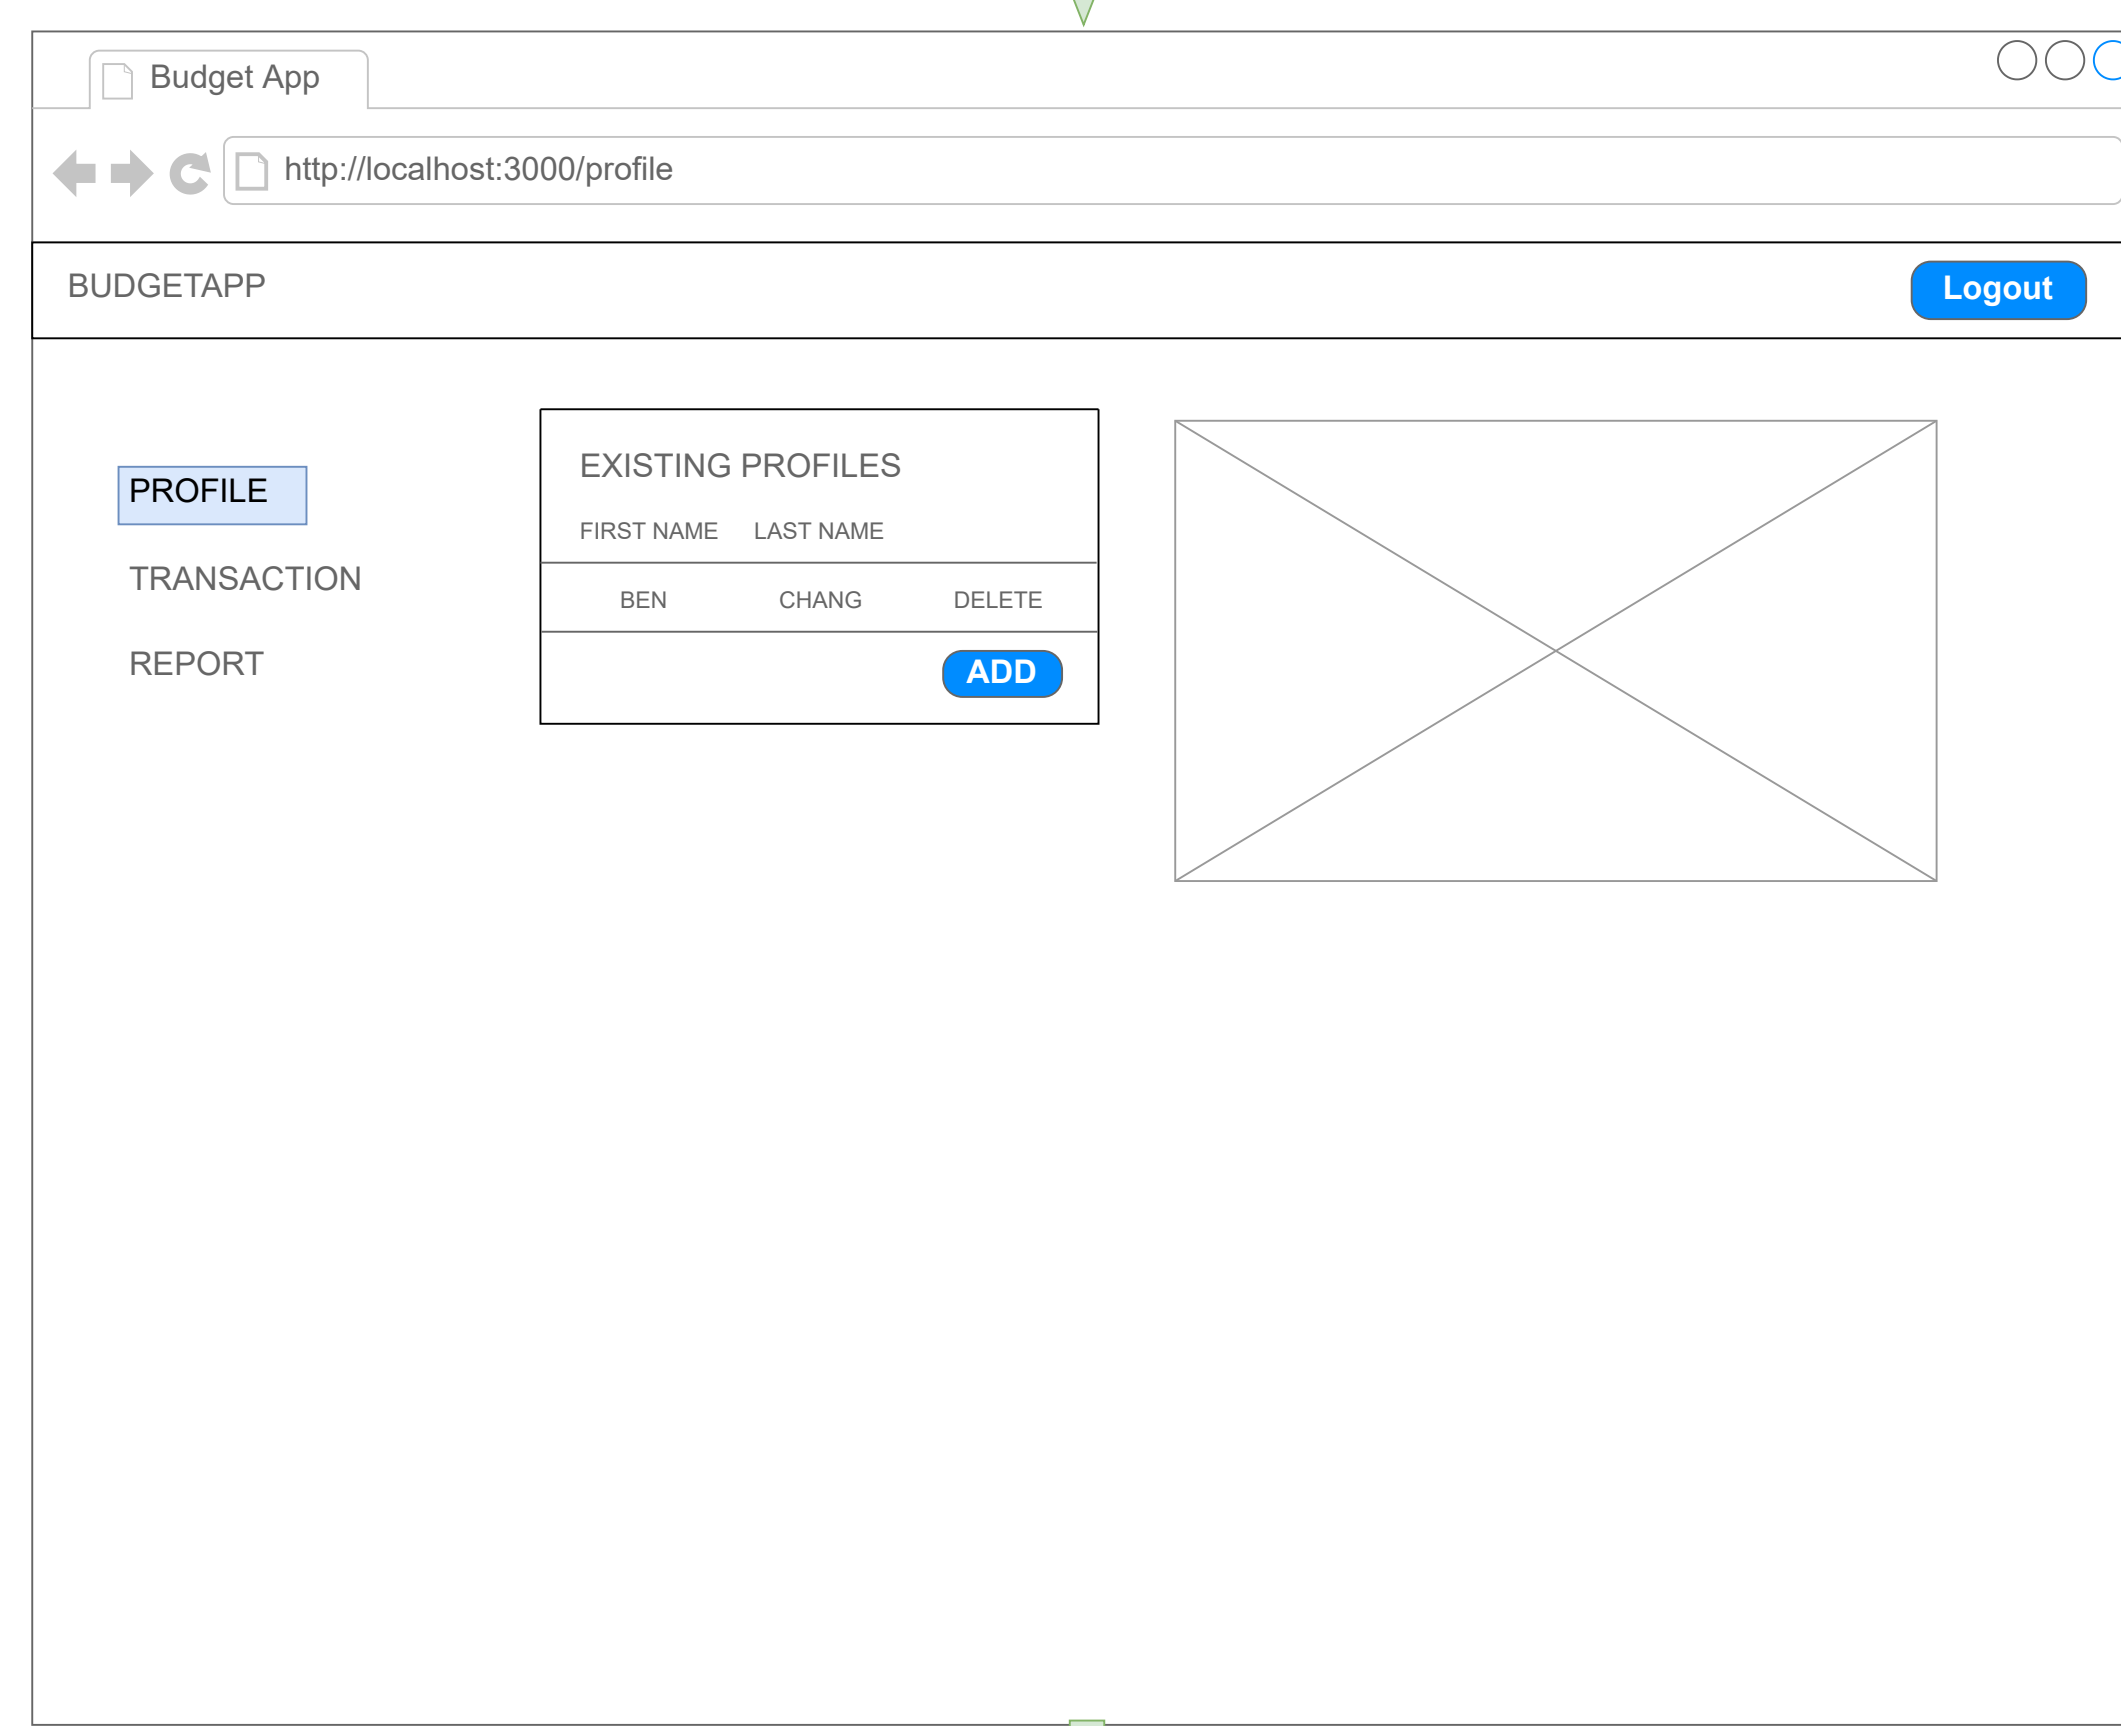 Budget App
http://localhost:3000/profile
BUDGETAPP
Logout
PROFILE
TRANSACTION
REPORT
EXISTING PROFILES
FIRST NAME LAST NAME
BEN CHANG DELETE
ADD